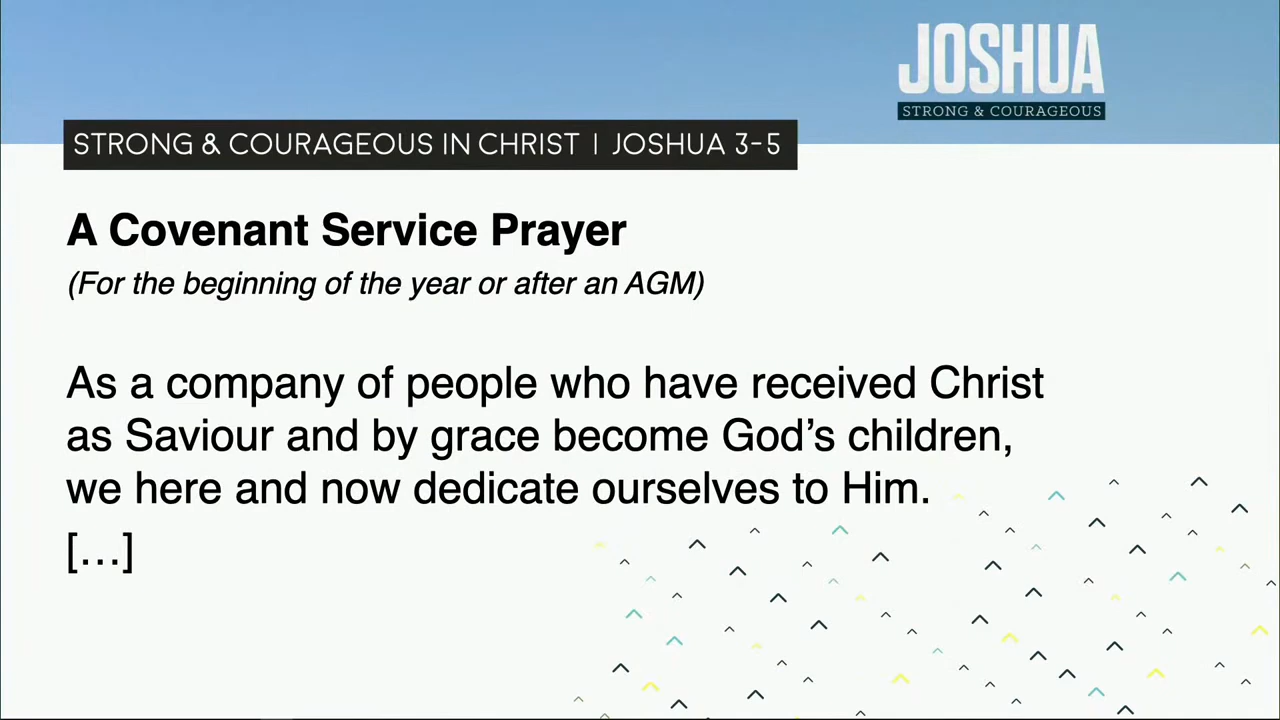 JOSHUA
STRONG & COURAGEOUS
STRONG & COURAGEOUS IN CHRIST | JOSHUA 3-5
A Covenant Service Prayer
(For the beginning of the year or after an AGM)
As a company of people who have received Christ
as Saviour and by grace become God’s children,
we here and now dedicate ourselves to Him.
[…]